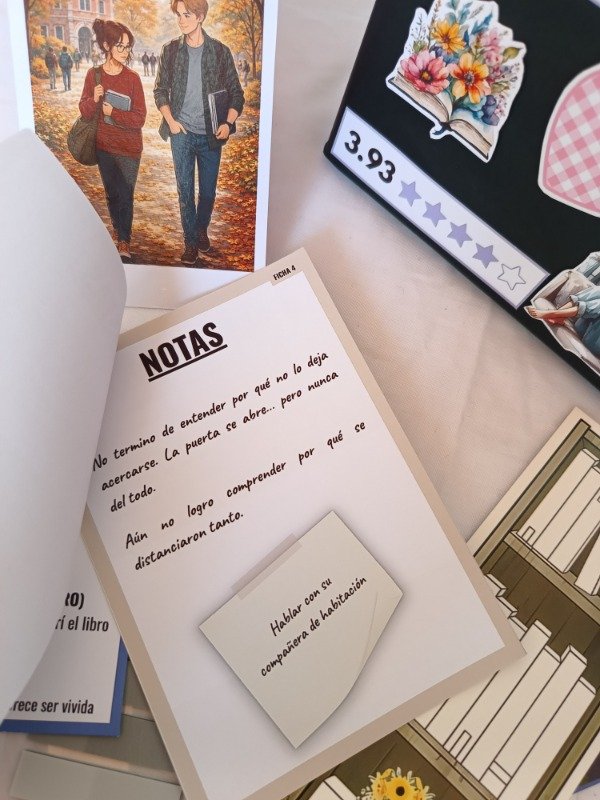 3.93
FICHA 4
NOTAS
No termino de entender por qué no lo deja
acercarse. La puerta se abre... pero nunca
del todo.
Aún no logro comprender por qué se
distanciaron tanto.
Hablar con su
compañera de habitación
RO)
rí el libro
rece ser vivida